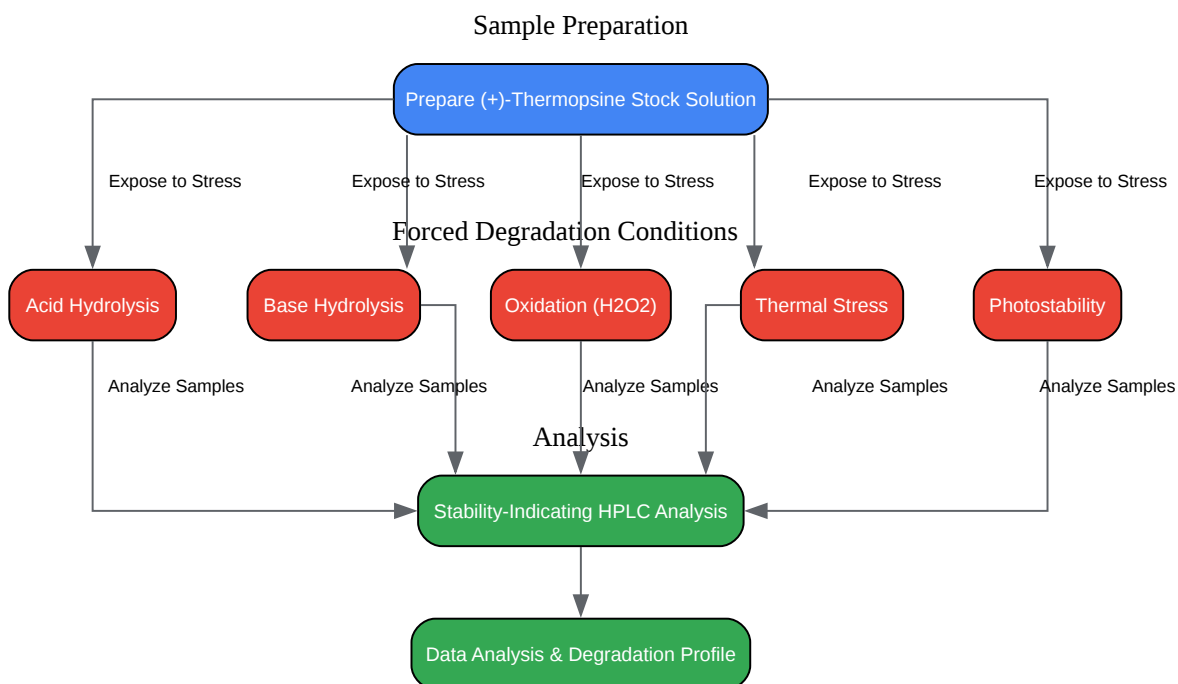 Sample Preparation
Prepare (+)-Thermopsine Stock Solution
Expose to Stress
Expose to Stress
Expose to Stress
Expose to Stress
Expose to Stress
Forced Degradation Conditions
Acid Hydrolysis
Base Hydrolysis
Oxidation (H2O2)
Thermal Stress
Photostability
Analyze Samples
Analyze Samples
Analyze Samples
Analyze Samples
Analyze Samples
Analysis
Stability-Indicating HPLC Analysis
Data Analysis & Degradation Profile